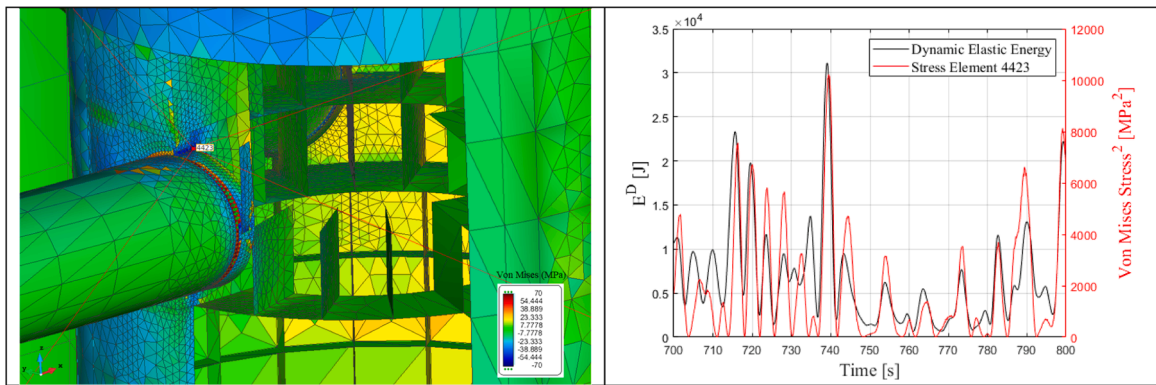 4423
Von Mises (MPa)
70
54.444
38.889
23.333
7.7778
-7.7778
-23.333
-38.889
-54.444
-70
z
y
x
×10⁴
3.5
3
2.5
2
1.5
1
0.5
0
E^D [J]
Dynamic Elastic Energy
Stress Element 4423
12000
10000
8000
6000
4000
2000
0
Von Mises Stress² [MPa²]
700 710 720 730 740 750 760 770 780 790 800
Time [s]